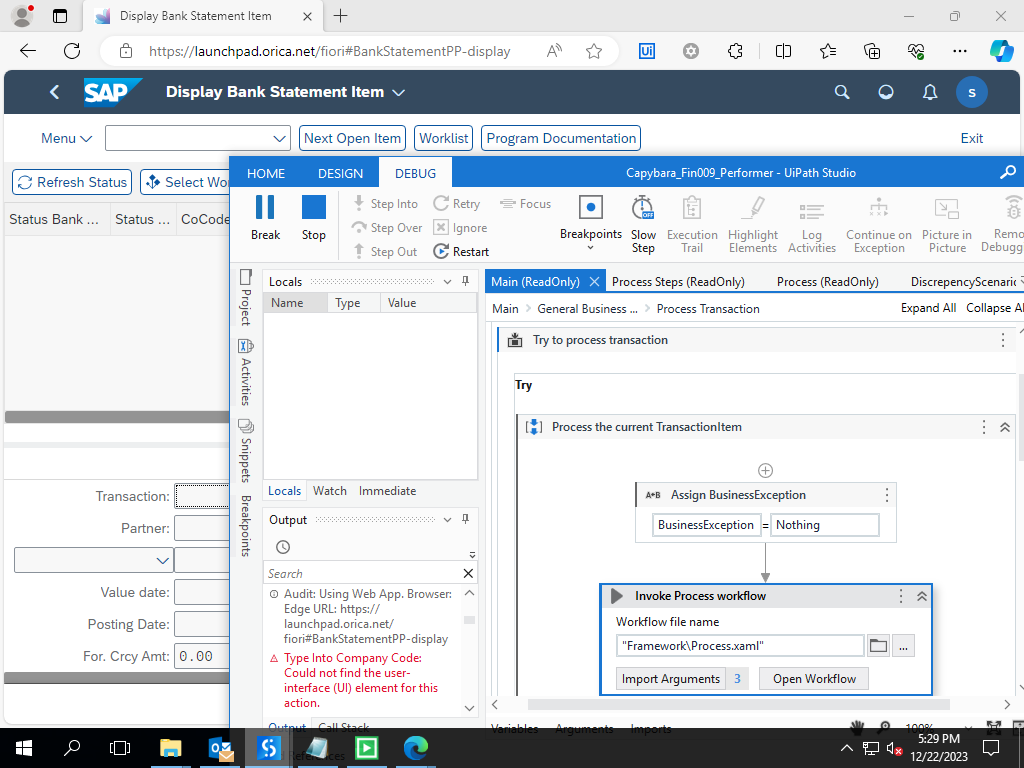 Display Bank Statement Item
https://launchpad.orica.net/fiori#BankStatementPP-display
SAP
Display Bank Statement Item
S
Menu
Next Open Item
Worklist
Program Documentation
Exit
Refresh Status
Select Wo
Status Bank ...
Status ...
CoCode
Transaction:
Partner:
Value date:
Posting Date:
For. Crcy Amt:
0.00
HOME
DESIGN
DEBUG
Capybara_Fin009_Performer - UiPath Studio
Break
Stop
Step Into
Step Over
Step Out
Retry
Ignore
Restart
Focus
Breakpoints
Slow
Step
Execution
Trail
Highlight
Elements
Log
Activities
Continue on
Exception
Picture in
Picture
Remo
Debugg
Project
Activities
Snippets
Breakpoints
Locals
Name
Type
Value
Locals
Watch
Immediate
Output
Search
Audit: Using Web App. Browser:
Edge URL: https://
launchpad.orica.net/
fiori#BankStatementPP-display
Type Into Company Code:
Could not find the user-
interface (UI) element for this
action.
Output
Call Stack
References
Main (ReadOnly)
Process Steps (ReadOnly)
Process (ReadOnly)
DiscrepencyScenaric
Main
General Business ...
Process Transaction
Expand All
Collapse Al
Try to process transaction
Try
Process the current TransactionItem
A*B
Assign BusinessException
BusinessException
=
Nothing
Invoke Process workflow
Workflow file name
"Framework\Process.xaml"
...
Import Arguments
3
Open Workflow
Variables
Arguments
Imports
100%
5:29 PM
12/22/2023